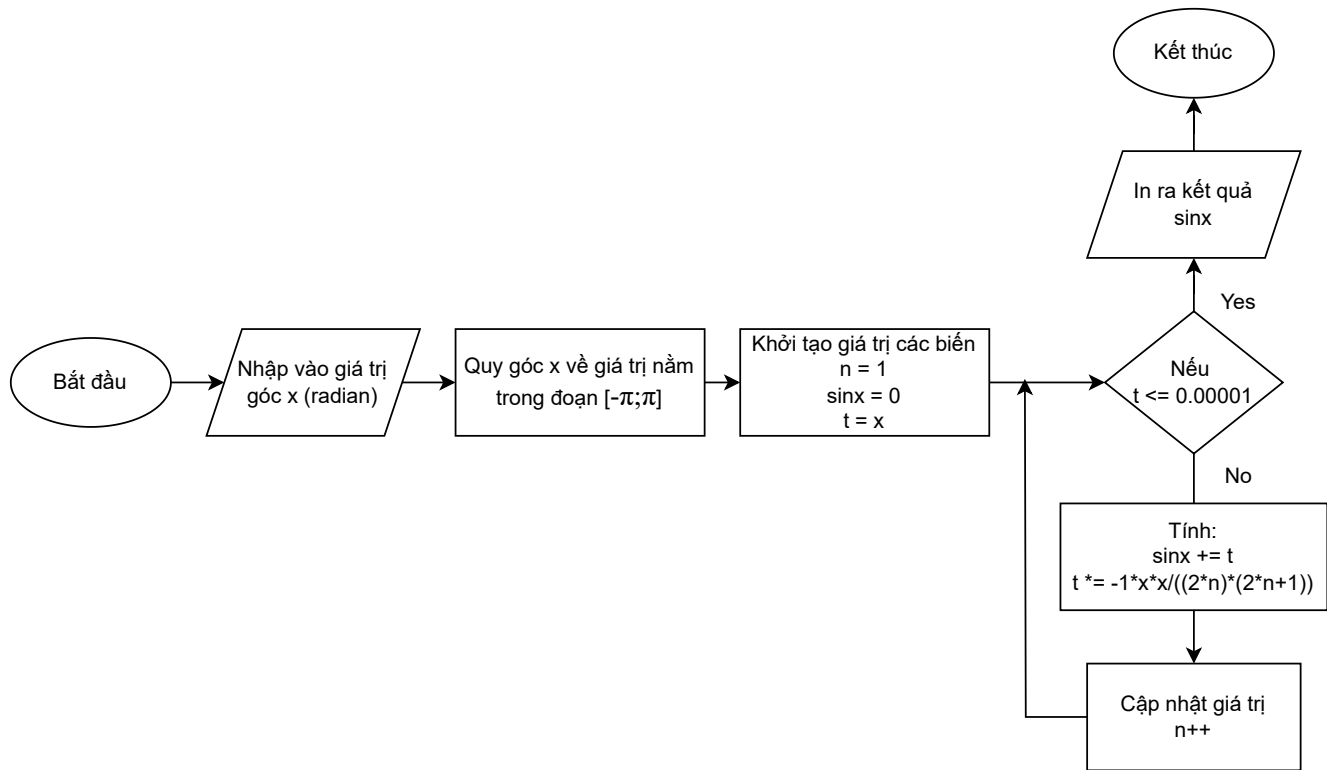 Bắt đầu
Nhập vào giá trị
góc x (radian)
Quy góc x về giá trị nằm
trong đoạn [-π;π]
Khởi tạo giá trị các biến
n = 1
sinx = 0
t = x
Nếu
t <= 0.00001
Yes
In ra kết quả
sinx
Kết thúc
No
Tính:
sinx += t
t *= -1*x*x/((2*n)*(2*n+1))
Cập nhật giá trị
n++